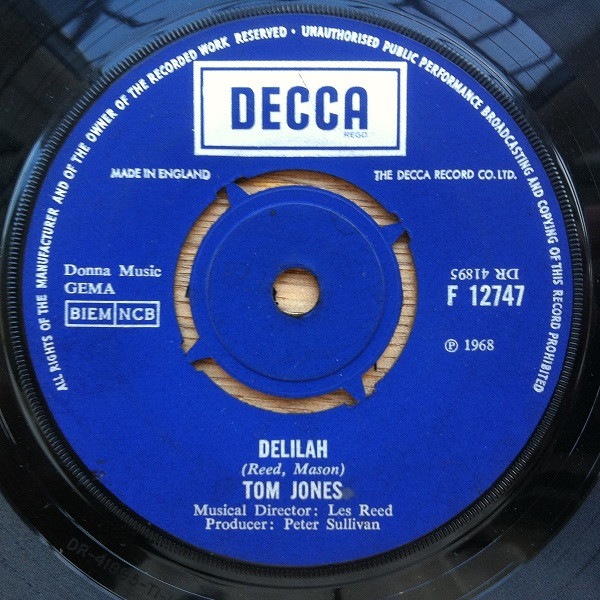 ALL RIGHTS OF THE MANUFACTURER AND OF THE OWNER OF THE RECORDED WORK RESERVED • UNAUTHORISED PUBLIC PERFORMANCE BROADCASTING AND COPYING OF THIS RECORD PROHIBITED
DECCA
REGD.
MADE IN ENGLAND
THE DECCA RECORD CO. LTD.
Donna Music
GEMA
BIEM NCB
DR 41895
F 12747
℗ 1968
DELILAH
(Reed, Mason)
TOM JONES
Musical Director: Les Reed
Producer: Peter Sullivan